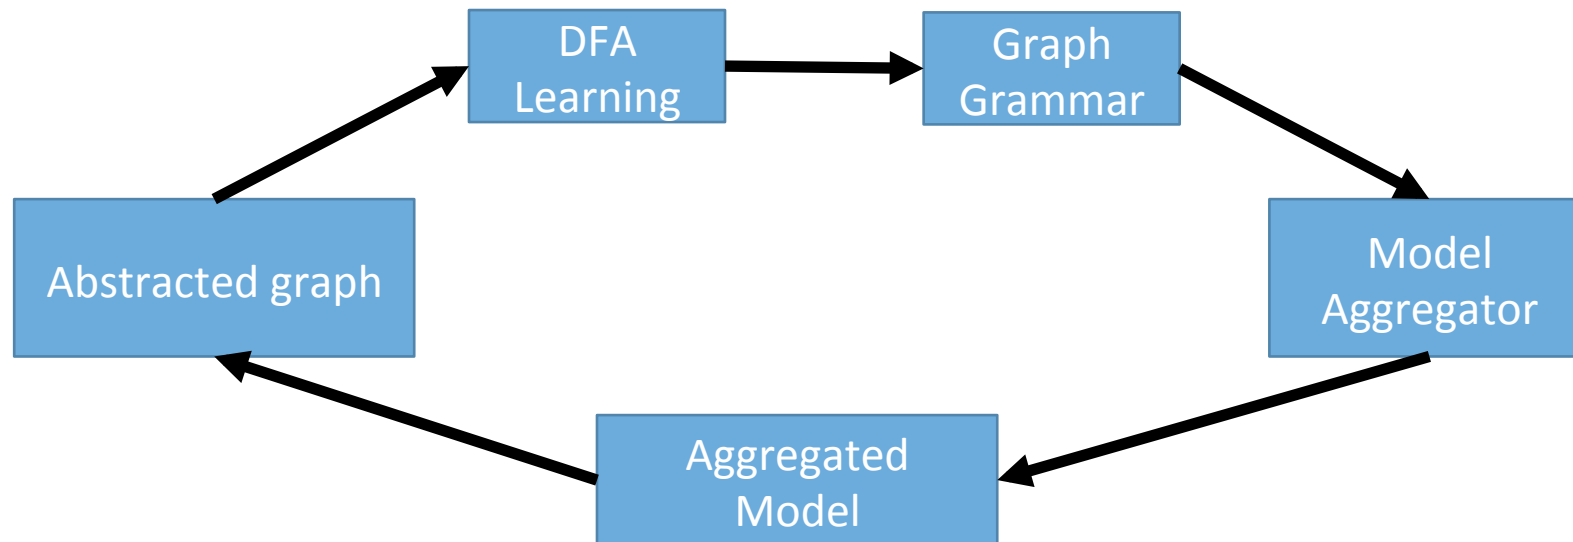 DFA
Learning
Graph
Grammar
Abstracted graph
Model
Aggregator
Aggregated
Model